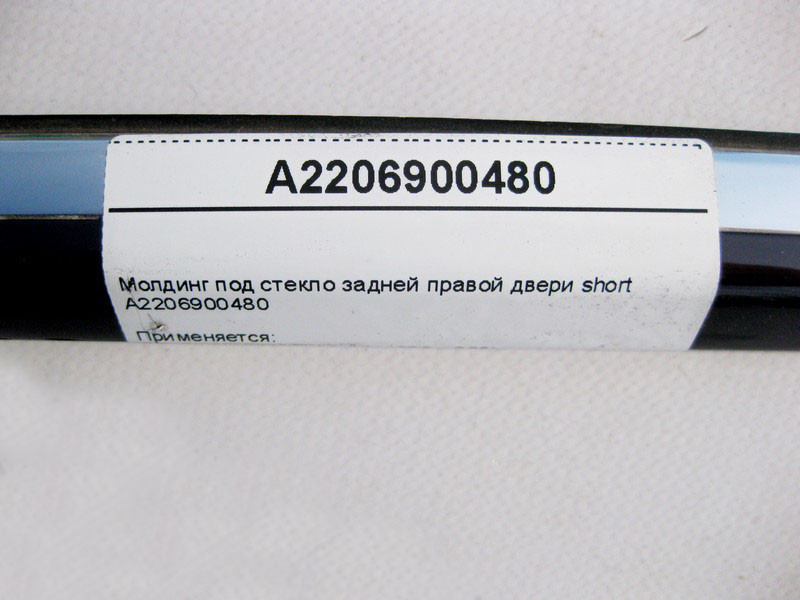 A2206900480
Молдинг под стекло задней правой двери short
A2206900480
Применяется: